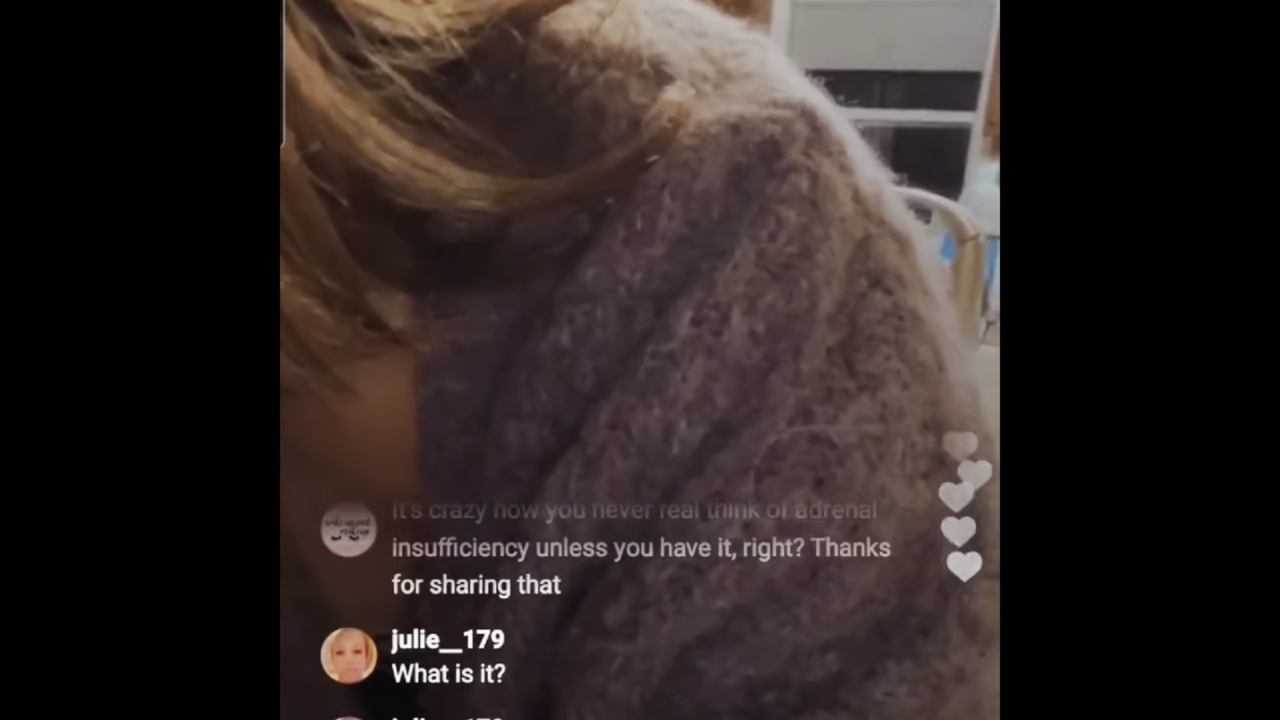 It's crazy how you never real think of adrenal
insufficiency unless you have it, right? Thanks
for sharing that
julie__179
What is it?